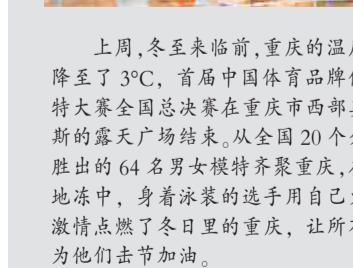 上周,冬至来临前,重庆的温
降至了 3°C，首届中国体育品牌
特大赛全国总决赛在重庆市西部
斯的露天广场结束。从全国 20 个
胜出的 64 名男女模特齐聚重庆,
地冻中，身着泳装的选手用自己
激情点燃了冬日里的重庆，让所
为他们击节加油。